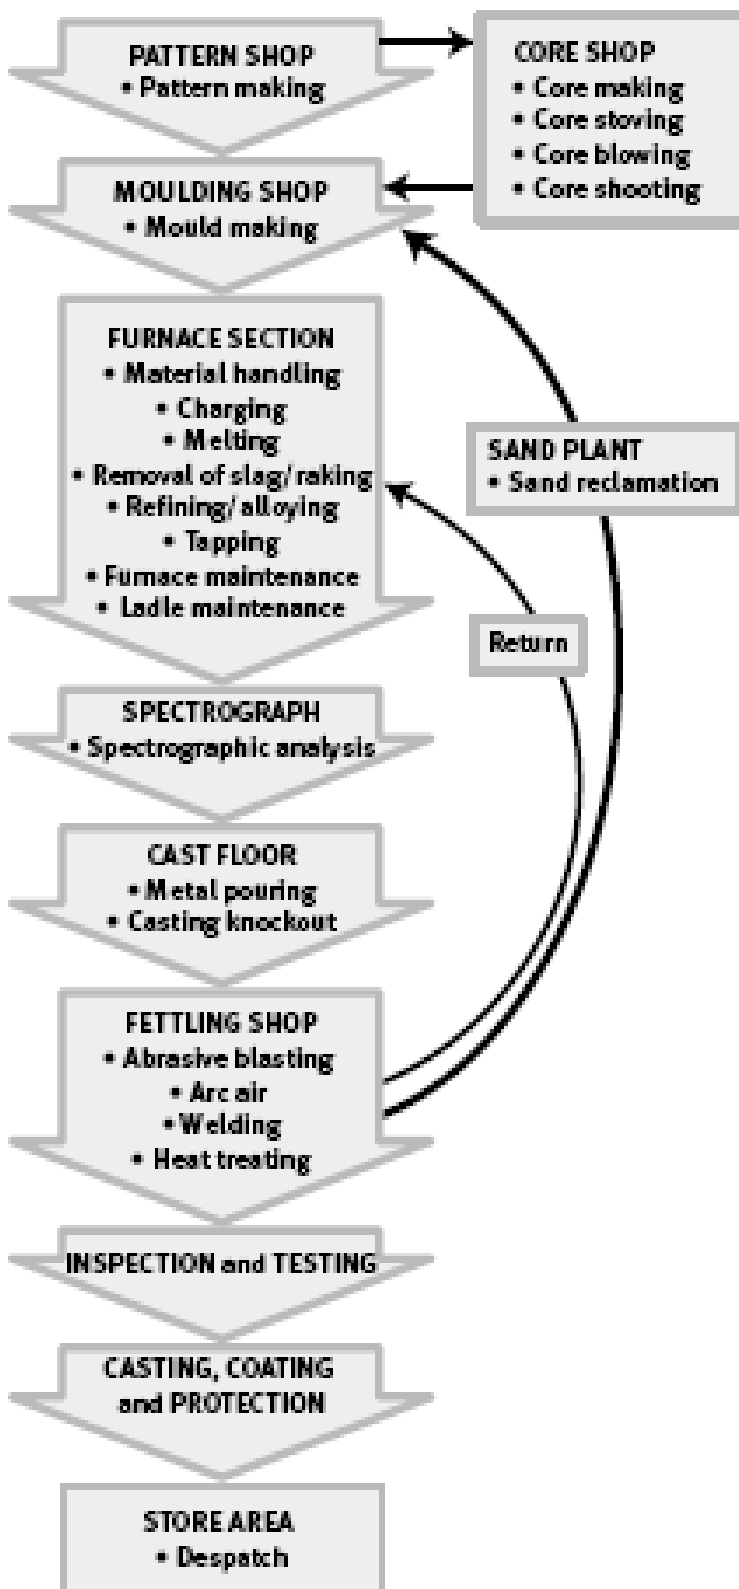 PATTERN SHOP
• Pattern making
CORE SHOP
• Core making
• Core stoving
• Core blowing
• Core shooting
MOULDING SHOP
• Mould making
FURNACE SECTION
• Material handling
• Charging
• Melting
• Removal of slag/raking
• Refining/alloying
• Tapping
• Furnace maintenance
• Ladle maintenance
SAND PLANT
• Sand reclamation
Return
SPECTROGRAPH
• Spectrographic analysis
CAST FLOOR
• Metal pouring
• Casting knockout
FETTLING SHOP
• Abrasive blasting
• Arc air
• Welding
• Heat treating
INSPECTION and TESTING
CASTING, COATING
and PROTECTION
STORE AREA
• Despatch